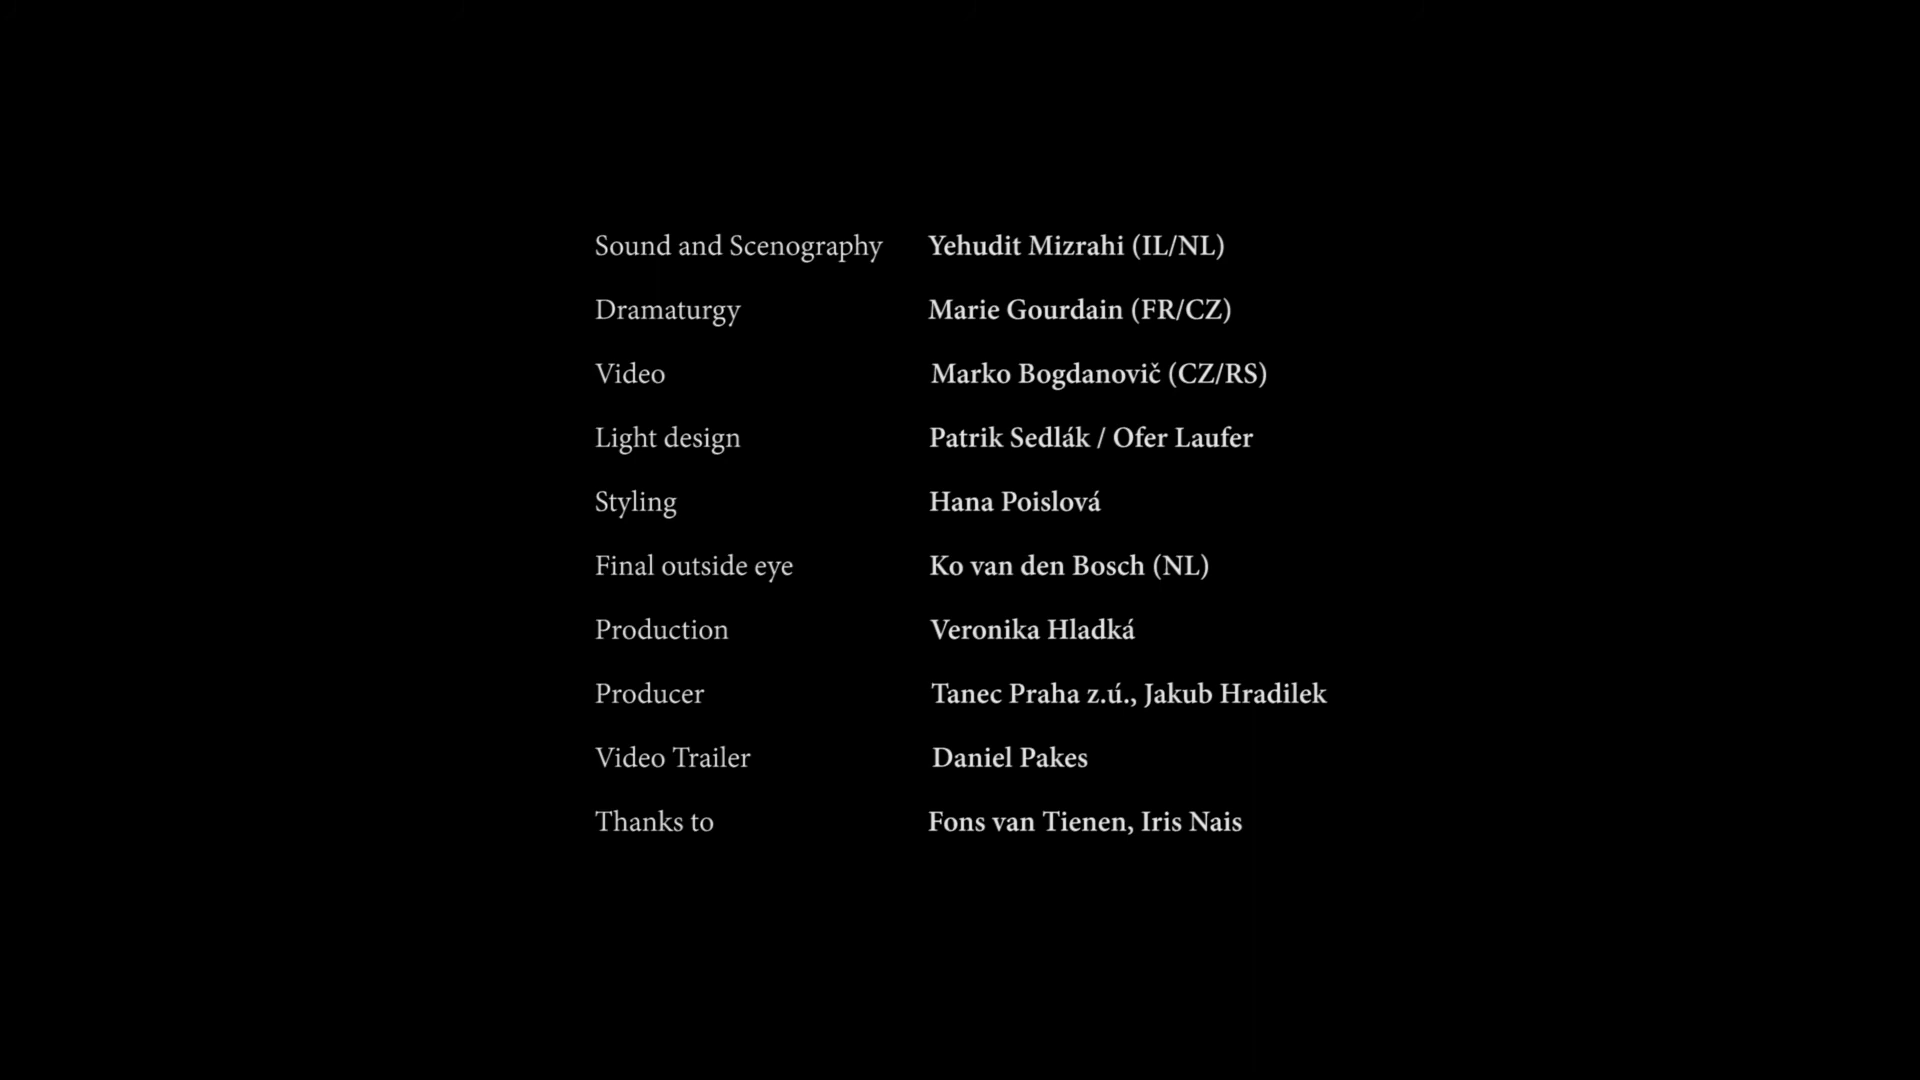 Sound and Scenography Yehudit Mizrahi (IL/NL)
Dramaturgy Marie Gourdain (FR/CZ)
Video Marko Bogdanovič (CZ/RS)
Light design Patrik Sedlák / Ofer Laufer
Styling Hana Poislová
Final outside eye Ko van den Bosch (NL)
Production Veronika Hladká
Producer Tanec Praha z.ú., Jakub Hradilek
Video Trailer Daniel Pakes
Thanks to Fons van Tienen, Iris Nais